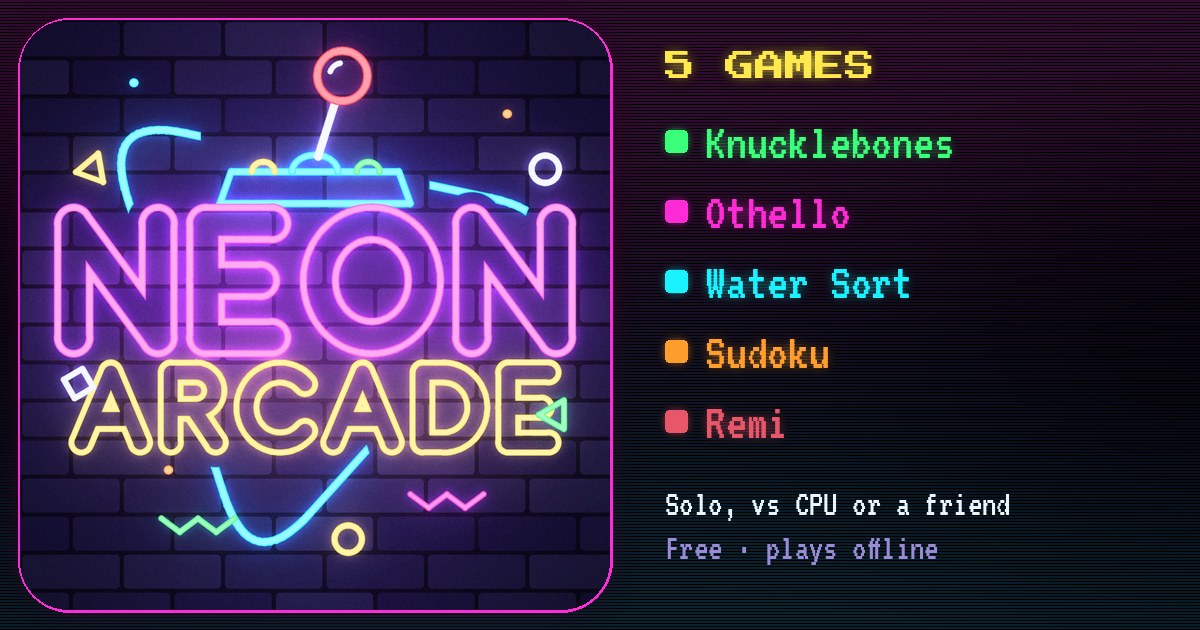 NEON
ARCADE
5 GAMES
Knucklebones
Othello
Water Sort
Sudoku
Remi
Solo, vs CPU or a friend
Free · plays offline